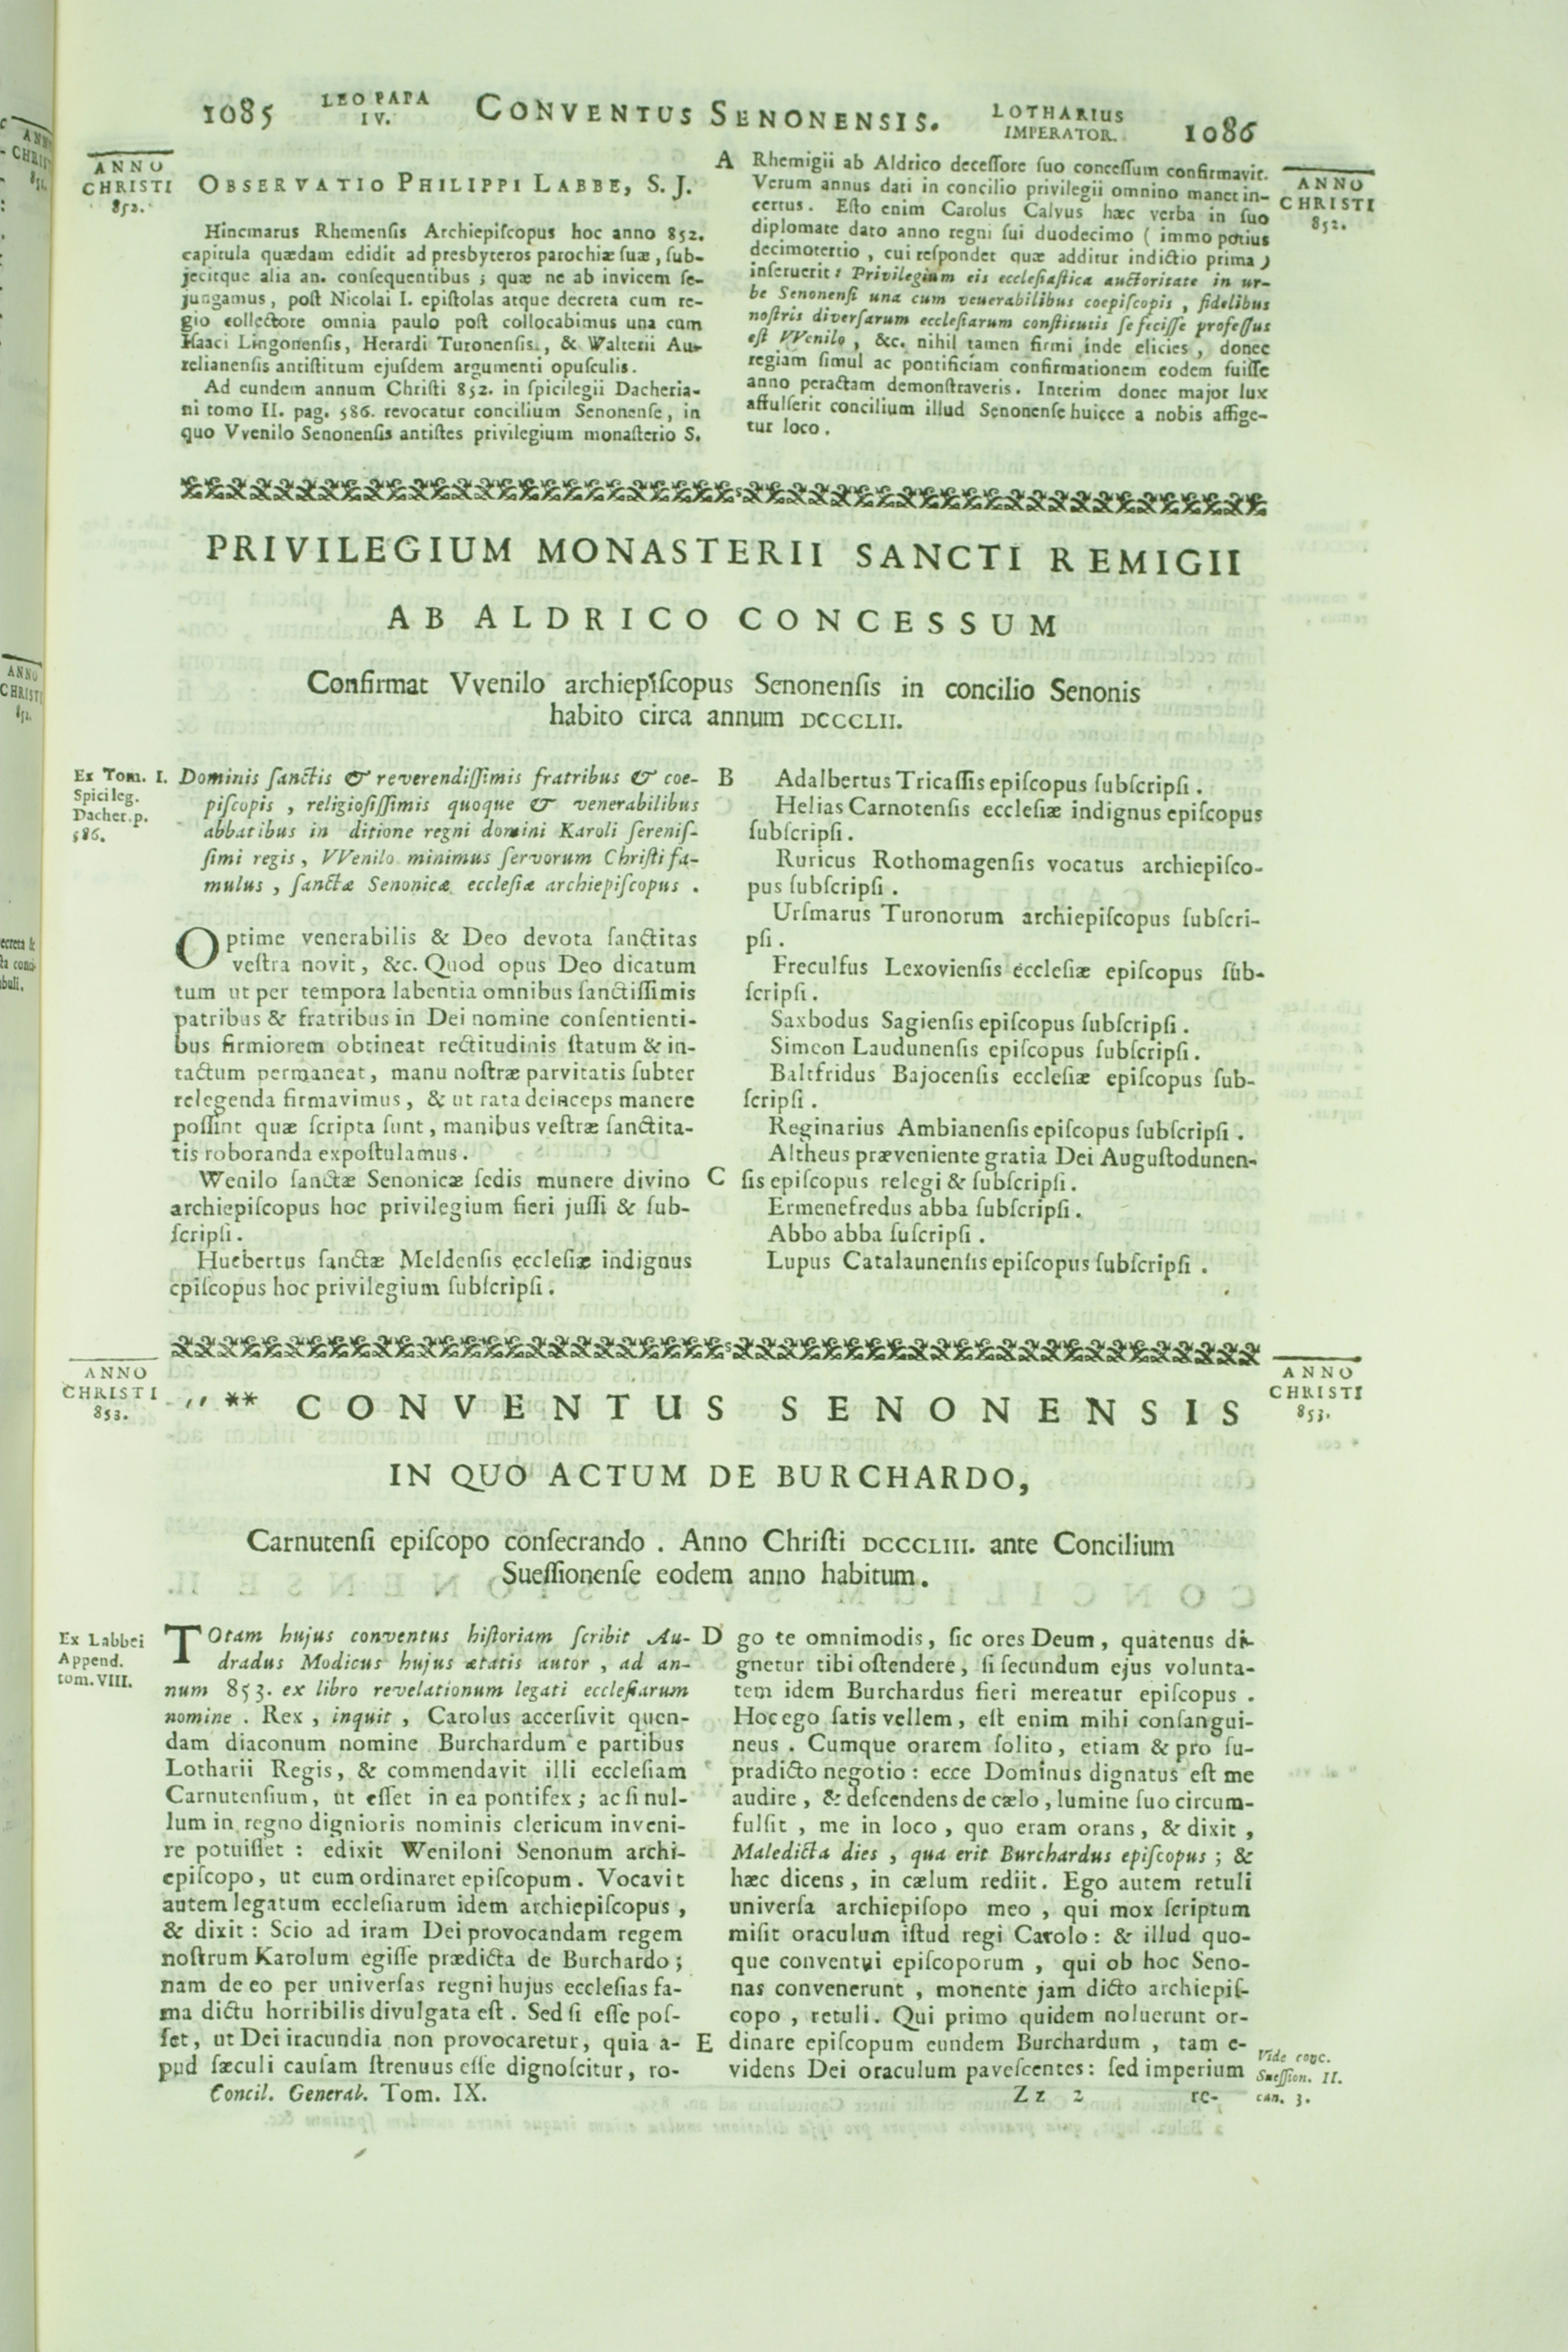 1085
LEO PAPA
IV.
CONVENTUS SENONENSIS.
LOTHARIUS
IMPERATOR.
1086
ANNO
CHRISTI
852.
OBSERVATIO PHILIPPI LABBE, S. J.
Hincmarus Rhemensis Archiepiſcopus hoc anno 852.
capitula quædam edidit ad presbyteros parochiæ ſuæ, ſub-
jecitque alia an. conſequentibus ; quæ ne ab invicem ſe-
jungamus, poſt Nicolai I. epiſtolas atque decreta cum re-
gio collectore omnia paulo poſt collocabimus una cum
Iſaaci Lingonenſis, Herardi Turonenſis., & Walterii Au-
relianenſis antiſtitum ejuſdem argumenti opuſculis.
Ad eundem annum Chriſti 852. in ſpicilegii Dacheria-
ni tomo II. pag. 586. revocatur concilium Senonenſe, in
quo Vvenilo Senonenſis antiſtes privilegium monaſterio S.
A
Rhemigii ab Aldrico deceſſore ſuo conceſſum confirmavit.
Verum annus dati in concilio privilegii omnino manet in-
certus. Eſto enim Carolus Calvus hæc verba in ſuo
diplomate dato anno regni ſui duodecimo ( immo potius
decimotertio, cui reſpondet quæ additur indictio prima )
inſeruerit : Privilegium eis eccleſiaſtica auctoritate in ur-
be Senonenſi una cum venerabilibus coepiſcopis, fidelibus
noſtris diverſarum eccleſiarum conſtitutis ſe feciſſe profeſſus
eſt VVenilo, &c. nihil tamen firmi inde elicies, donec
regiam ſimul ac pontificiam confirmationem eodem fuiſſe
anno peractam demonſtraveris. Interim donec major lux
affulſerit concilium illud Senonenſe huicce a nobis affige-
tur loco.
ANNO
CHRISTI
852.
PRIVILEGIUM MONASTERII SANCTI REMIGII
AB ALDRICO CONCESSUM
Confirmat Vvenilo archiepiſcopus Senonenſis in concilio Senonis
habito circa annum DCCCLII.
Ex Tom. I.
Spicileg.
Dacher. p.
586.
Dominis ſanctis & reverendiſſimis fratribus & coe-
piſcopis, religioſiſſimis quoque & venerabilibus
abbatibus in ditione regni domini Karoli ſereniſ-
ſimi regis, VVenilo minimus ſervorum Chriſti fa-
mulus, ſanctæ Senonicæ eccleſiæ archiepiſcopus.
Optime venerabilis & Deo devota ſanctitas
veſtra novit, &c. Quod opus Deo dicatum
tum ut per tempora labentia omnibus ſanctiſſimis
patribus & fratribus in Dei nomine conſentienti-
bus firmiorem obtineat rectitudinis ſtatum & in-
tactum permaneat, manu noſtræ parvitatis ſubter
relegenda firmavimus, & ut rata deinceps manere
poſſint quæ ſcripta ſunt, manibus veſtræ ſanctita-
tis roboranda expoſtulamus.
Wenilo ſanctæ Senonicæ ſedis munere divino
archiepiſcopus hoc privilegium fieri juſſi & ſub-
ſcripſi.
Huebertus ſanctæ Meldenſis eccleſiæ indignus
epiſcopus hoc privilegium ſubſcripſi.
B
Adalbertus Tricaſſis epiſcopus ſubſcripſi.
Helias Carnotenſis eccleſiæ indignus epiſcopus
ſubſcripſi.
Ruricus Rothomagenſis vocatus archiepiſco-
pus ſubſcripſi.
Urſmarus Turonorum archiepiſcopus ſubſcri-
pſi.
Freculfus Lexovienſis eccleſiæ epiſcopus ſub-
ſcripſi.
Saxbodus Sagienſis epiſcopus ſubſcripſi.
Simeon Laudunenſis epiſcopus ſubſcripſi.
Baltfridus Bajocenſis eccleſiæ epiſcopus ſub-
ſcripſi.
Reginarius Ambianenſis epiſcopus ſubſcripſi.
Altheus præveniente gratia Dei Auguſtodunen-
C
ſis epiſcopus relegi & ſubſcripſi.
Ermenefredus abba ſubſcripſi.
Abbo abba ſuſcripſi.
Lupus Catalaunenſis epiſcopus ſubſcripſi.
ANNO
CHRISTI
853.
** CONVENTUS SENONENSIS
ANNO
CHRISTI
853.
IN QUO ACTUM DE BURCHARDO,
Carnutenſi epiſcopo conſecrando. Anno Chriſti DCCCLIII. ante Concilium
Sueſſionenſe eodem anno habitum.
Ex Labbei
Append.
tom. VIII.
TOtam hujus conventus hiſtoriam ſcribit Au-
dradus Modicus hujus ætatis autor, ad an-
num 853. ex libro revelationum legati eccleſiarum
nomine. Rex, inquit, Carolus accerſivit quen-
dam diaconum nomine Burchardum e partibus
Lotharii Regis, & commendavit illi eccleſiam
Carnutenſium, ut eſſet in ea pontifex ; ac ſi nul-
lum in regno dignioris nominis clericum inveni-
re potuiſſet : edixit Weniloni Senonum archi-
epiſcopo, ut eum ordinaret epiſcopum. Vocavit
autem legatum eccleſiarum idem archiepiſcopus,
& dixit : Scio ad iram Dei provocandam regem
noſtrum Karolum egiſſe prædicta de Burchardo ;
nam de eo per univerſas regni hujus eccleſias fa-
ma dictu horribilis divulgata eſt. Sed ſi eſſe poſ-
ſet, ut Dei iracundia non provocaretur, quia a-
pud ſæculi cauſam ſtrenuus eſſe dignoſcitur, ro-
Concil. General. Tom. IX.
D
go te omnimodis, ſic ores Deum, quatenus di-
gnetur tibi oſtendere, ſi ſecundum ejus volunta-
tem idem Burchardus fieri mereatur epiſcopus.
Hoc ego ſatis vellem, eſt enim mihi conſangui-
neus. Cumque orarem ſolito, etiam & pro ſu-
pradicto negotio : ecce Dominus dignatus eſt me
audire, & deſcendens de cælo, lumine ſuo circum-
fulſit, me in loco, quo eram orans, & dixit,
Maledicta dies, qua erit Burchardus epiſcopus ; &
hæc dicens, in cælum rediit. Ego autem retuli
univerſa archiepiſopo meo, qui mox ſcriptum
miſit oraculum iſtud regi Carolo : & illud quo-
que conventui epiſcoporum, qui ob hoc Seno-
nas convenerunt, monente jam dicto archiepiſ-
copo, retuli. Qui primo quidem noluerunt or-
E
dinare epiſcopum eundem Burchardum, tam e-
videns Dei oraculum paveſcentes : ſed imperium
Zz 2
re-
Vide conc.
Sueſſion. II.
can. 3.